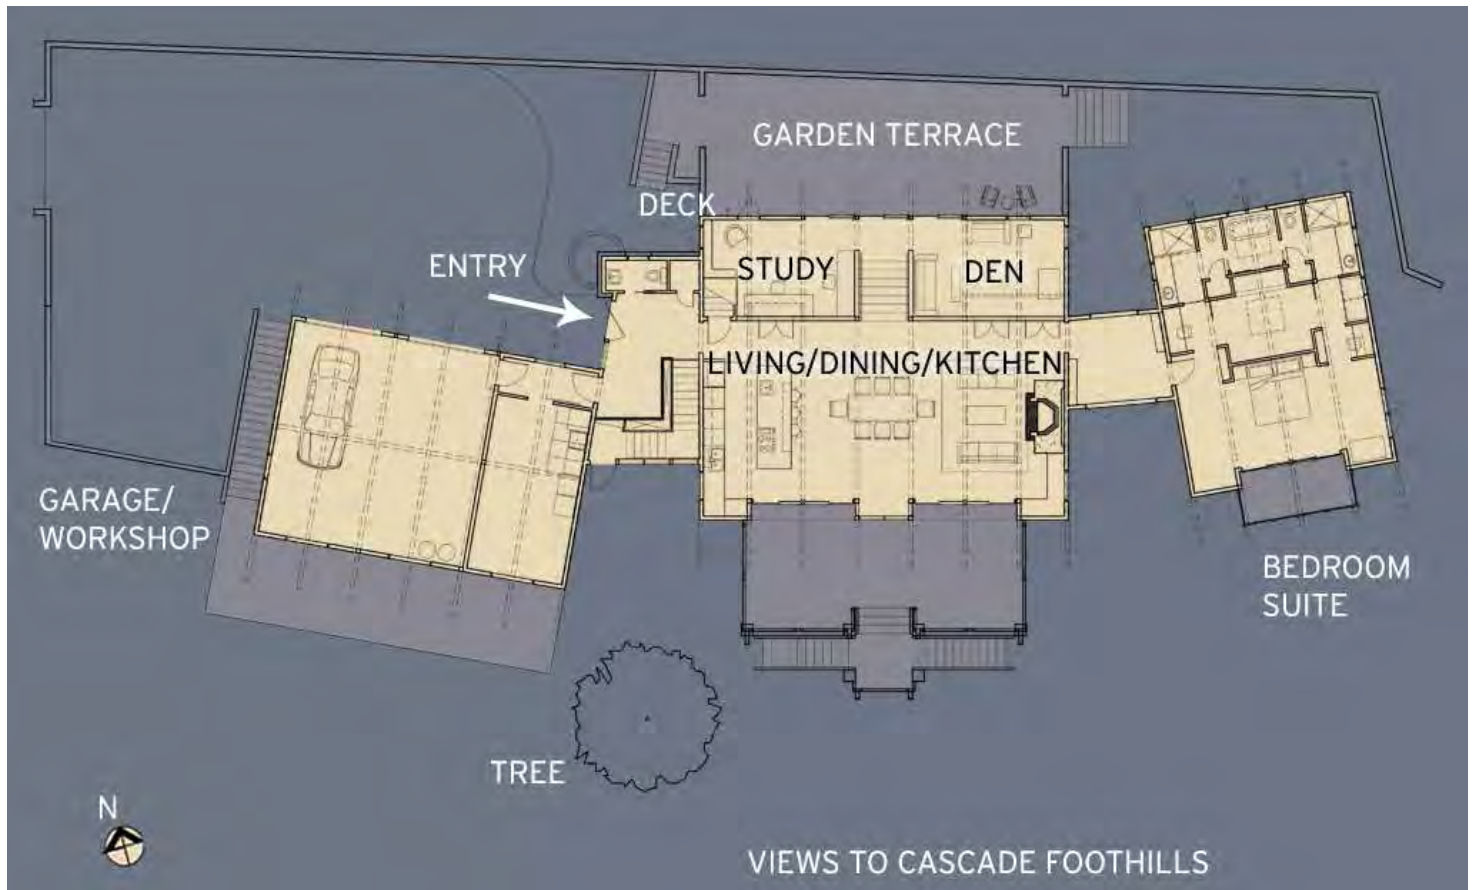 GARDEN TERRACE
DECK
ENTRY
STUDY
DEN
LIVING/DINING/KITCHEN
GARAGE/
WORKSHOP
BEDROOM
SUITE
TREE
N
VIEWS TO CASCADE FOOTHILLS